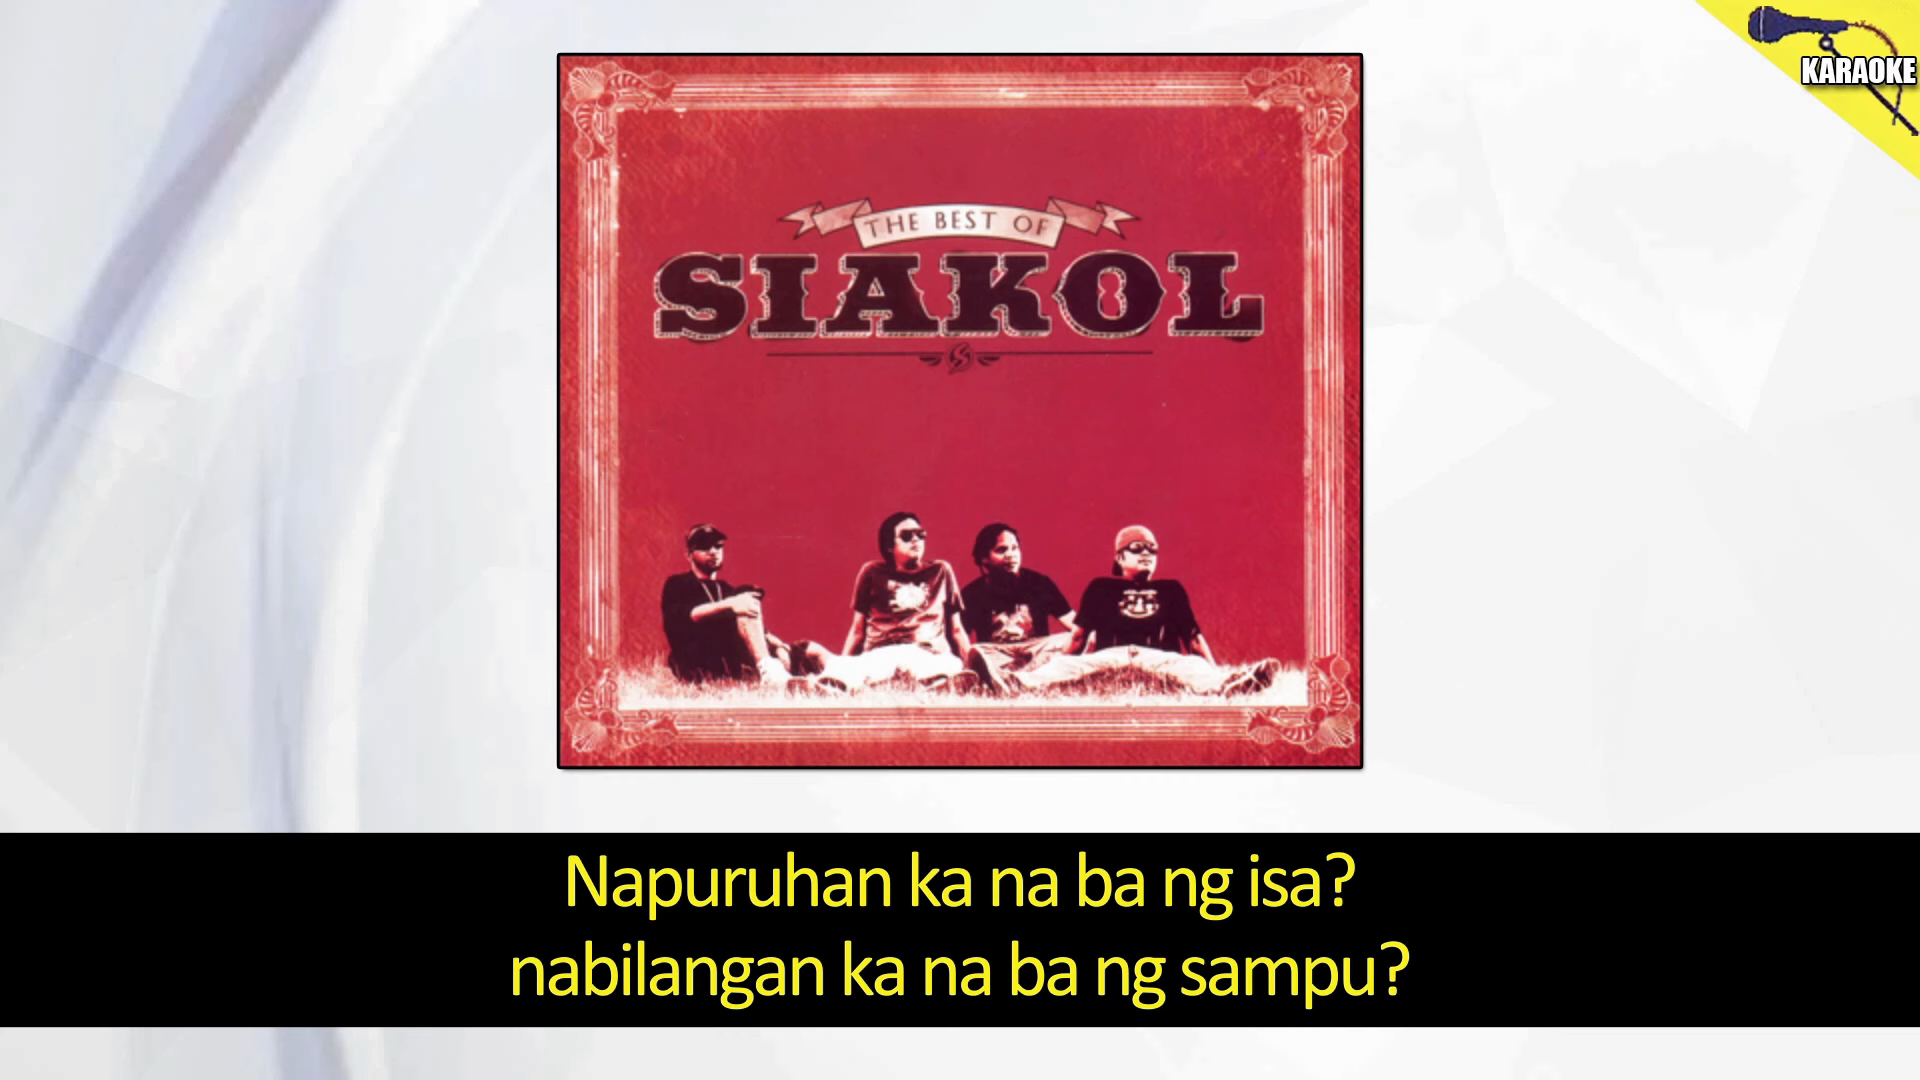 KARAOKE
THE BEST OF
SIAKOL
S
Napuruhan ka na ba ng isa?
nabilangan ka na ba ng sampu?